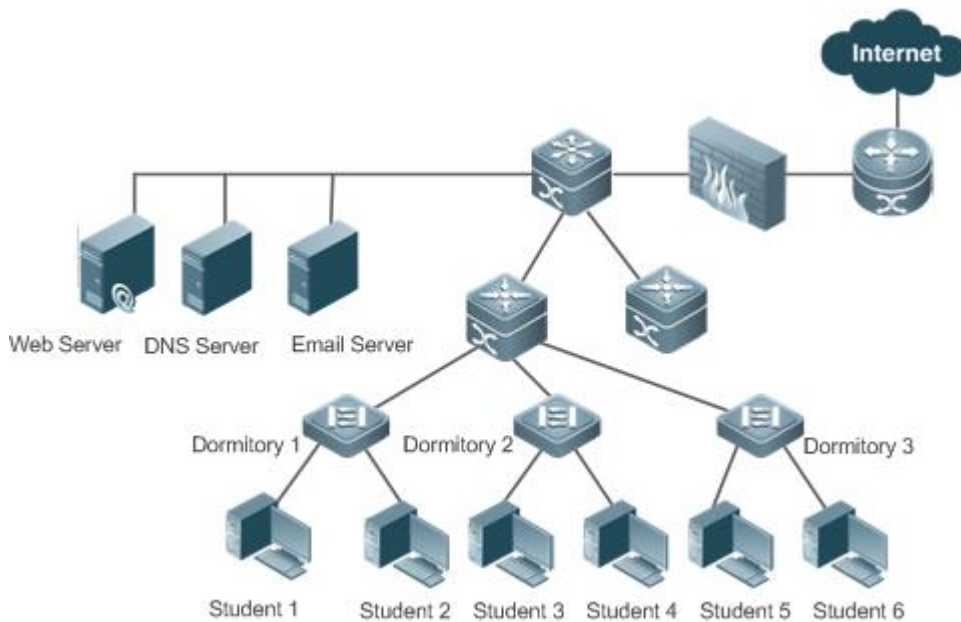 Internet
Web Server
DNS Server
Email Server
Dormitory 1
Dormitory 2
Dormitory 3
Student 1
Student 2
Student 3
Student 4
Student 5
Student 6